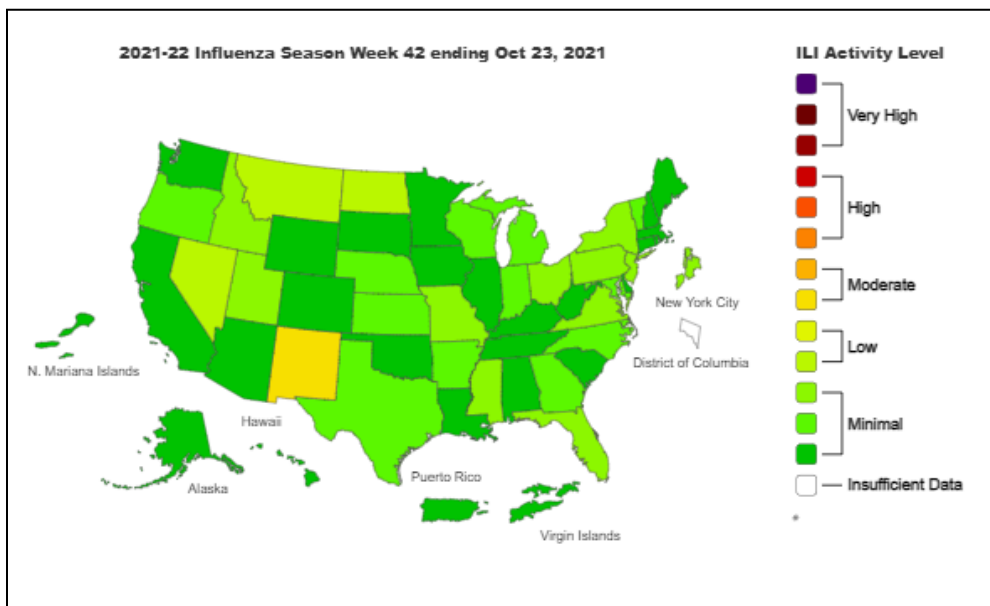 2021-22 Influenza Season Week 42 ending Oct 23, 2021
ILI Activity Level
Very High
High
Moderate
Low
Minimal
Insufficient Data
New York City
District of Columbia
N. Mariana Islands
Hawaii
Alaska
Puerto Rico
Virgin Islands